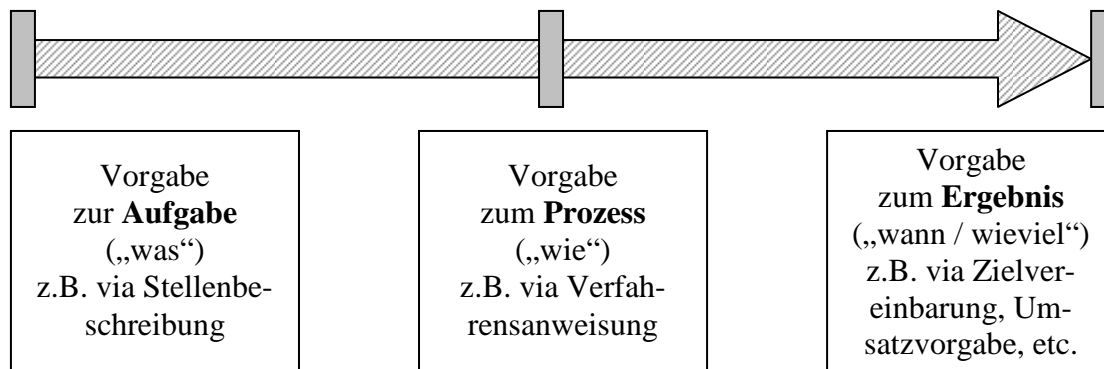 Vorgabe
zur Aufgabe
(„was“)
z.B. via Stellenbe-
schreibung
Vorgabe
zum Prozess
(„wie“)
z.B. via Verfah-
rensanweisung
Vorgabe
zum Ergebnis
(„wann / wieviel“)
z.B. via Zielver-
einbarung, Um-
satzvorgabe, etc.